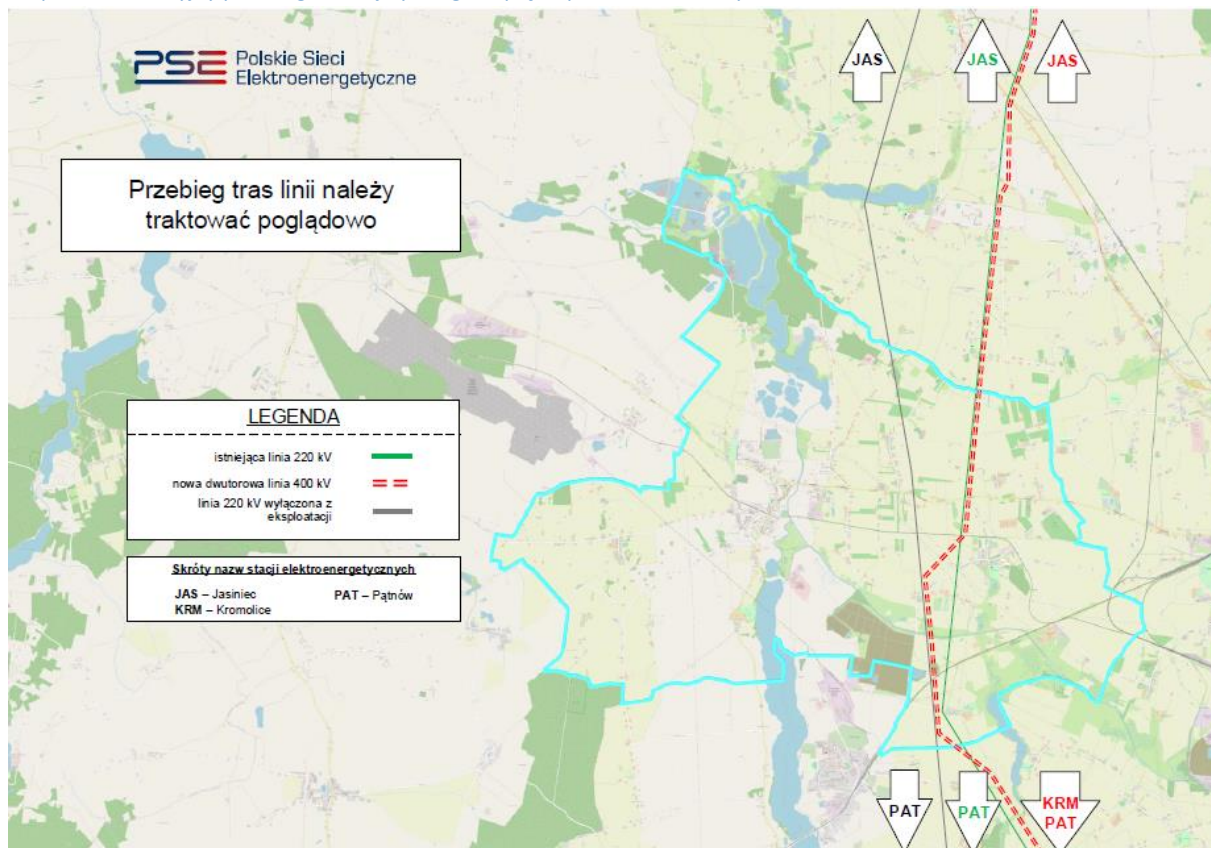 PSE Polskie Sieci
Elektroenergetyczne
JAS
JAS
JAS
Przebieg tras linii należy
traktować poglądowo
LEGENDA
istniejąca linia 220 kV
nowa dwutorowa linia 400 kV
linia 220 kV wyłączona z
eksploatacji
Skróty nazw stacji elektroenergetycznych
JAS – Jasiniec
PAT – Pątnów
KRM – Kromolice
PAT
PAT
KRM
PAT